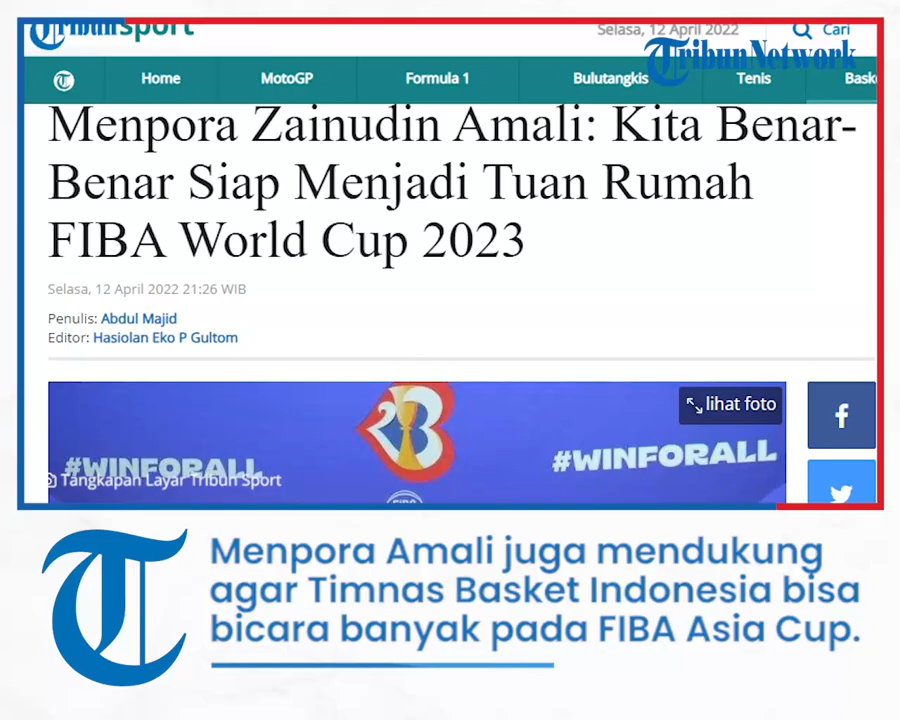 Tribunsport
Selasa, 12 April 2022
Cari
TribunNetwork
Home MotoGP Formula 1 Bulutangkis Tenis Bask
Menpora Zainudin Amali: Kita Benar-
Benar Siap Menjadi Tuan Rumah
FIBA World Cup 2023
Selasa, 12 April 2022 21:26 WIB
Penulis: Abdul Majid
Editor: Hasiolan Eko P Gultom
lihat foto
#WINFORALL
#WINFORALL
Tangkapan Layar Tribun Sport
FIBA
Menpora Amali juga mendukung
agar Timnas Basket Indonesia bisa
bicara banyak pada FIBA Asia Cup.